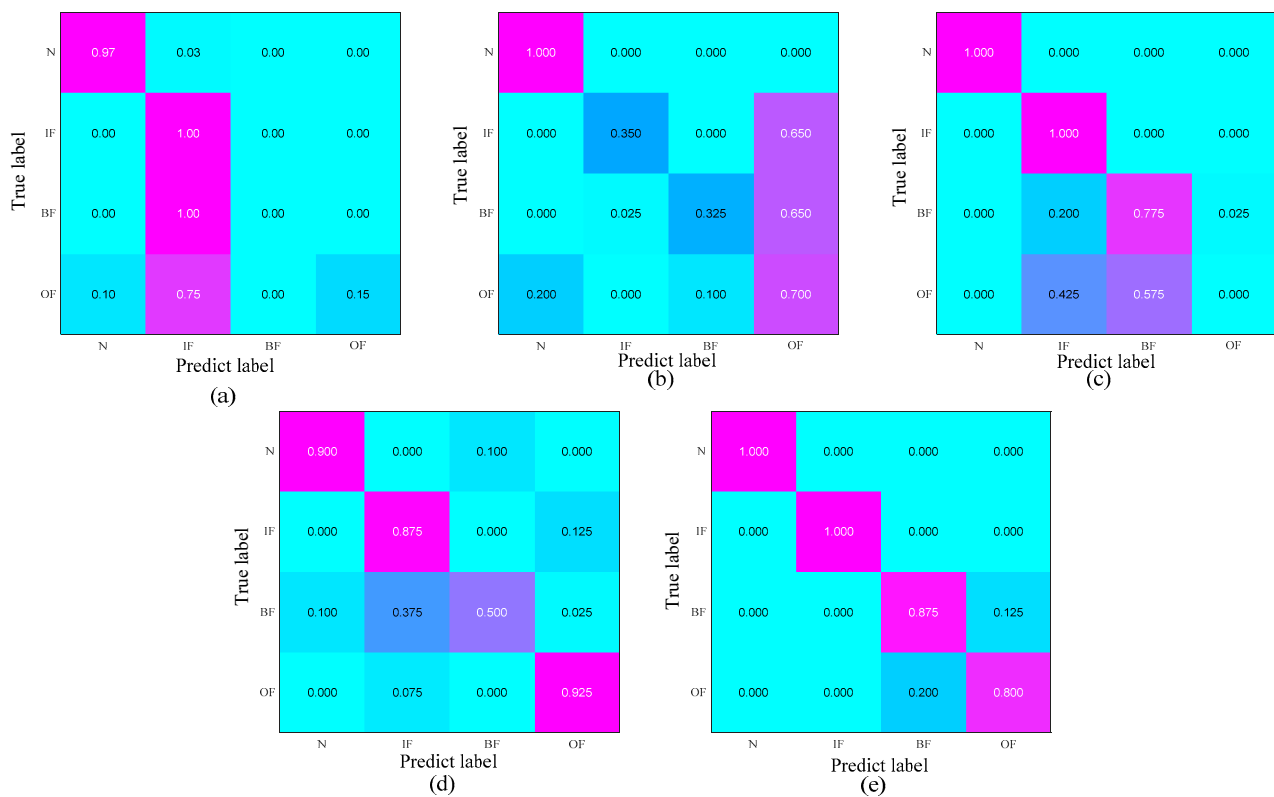 N 0.97 0.03 0.00 0.00
IF 0.00 1.00 0.00 0.00
BF 0.00 1.00 0.00 0.00
OF 0.10 0.75 0.00 0.15
True label
N IF BF OF
Predict label
(a)
N 1.000 0.000 0.000 0.000
IF 0.000 0.350 0.000 0.650
BF 0.000 0.025 0.325 0.650
OF 0.200 0.000 0.100 0.700
True label
N IF BF OF
Predict label
(b)
N 1.000 0.000 0.000 0.000
IF 0.000 1.000 0.000 0.000
BF 0.000 0.200 0.775 0.025
OF 0.000 0.425 0.575 0.000
True label
N IF BF OF
Predict label
(c)
N 0.900 0.000 0.100 0.000
IF 0.000 0.875 0.000 0.125
BF 0.100 0.375 0.500 0.025
OF 0.000 0.075 0.000 0.925
True label
N IF BF OF
Predict label
(d)
N 1.000 0.000 0.000 0.000
IF 0.000 1.000 0.000 0.000
BF 0.000 0.000 0.875 0.125
OF 0.000 0.000 0.200 0.800
True label
N IF BF OF
Predict label
(e)